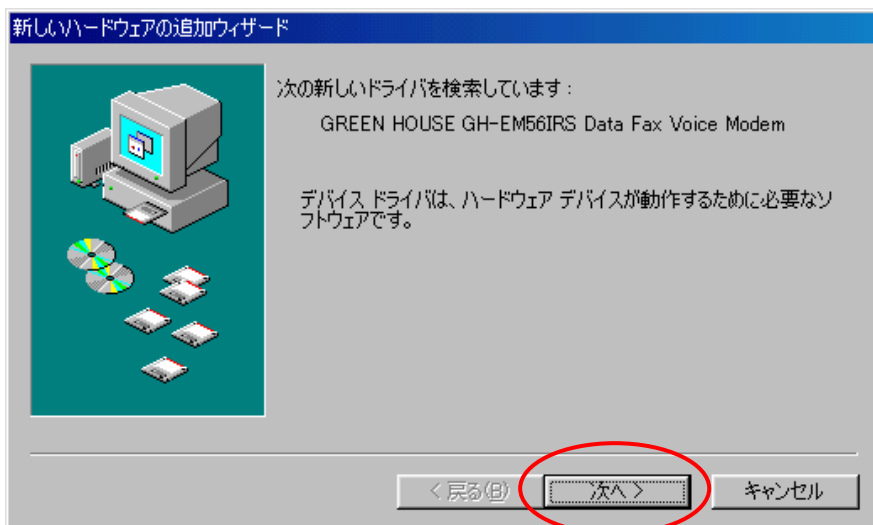 新しいハードウェアの追加ウィザード
次の新しいドライバを検索しています：
GREEN HOUSE GH-EM56IRS Data Fax Voice Modem
デバイス ドライバは、ハードウェア デバイスが動作するために必要なソ
フトウェアです。
< 戻る(B)
次へ >
キャンセル